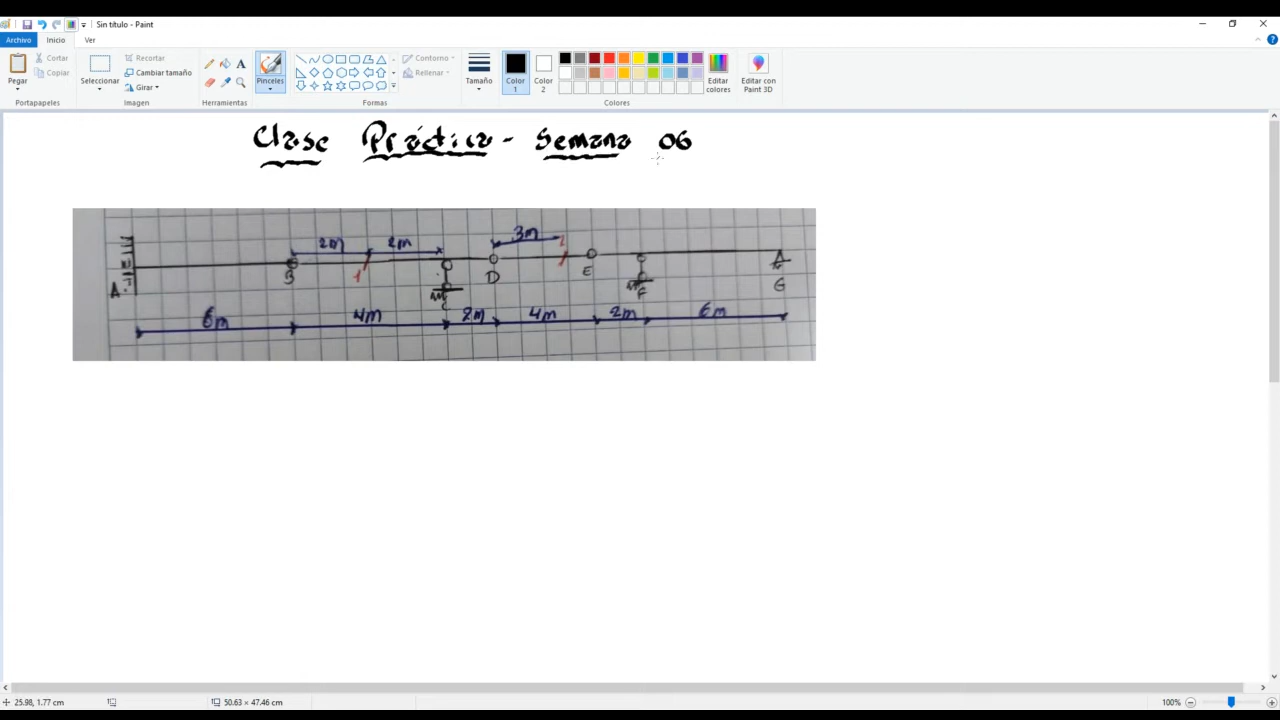 Sin título - Paint
Archivo Inicio Ver
Pegar
Cortar
Copiar
Portapapeles
Seleccionar
Recortar
Cambiar tamaño
Girar
Imagen
Herramientas
Pinceles
Contorno
Rellenar
Formas
Tamaño
Color 1
Color 2
Editar colores
Editar con Paint 3D
Colores
Clase Práctica - Semana 06
2m 2m 3m
A B 1 C D 1 E F G
6m 4m 2m 4m 2m 6m
25.98, 1.77 cm 50.63 × 47.46 cm 100%